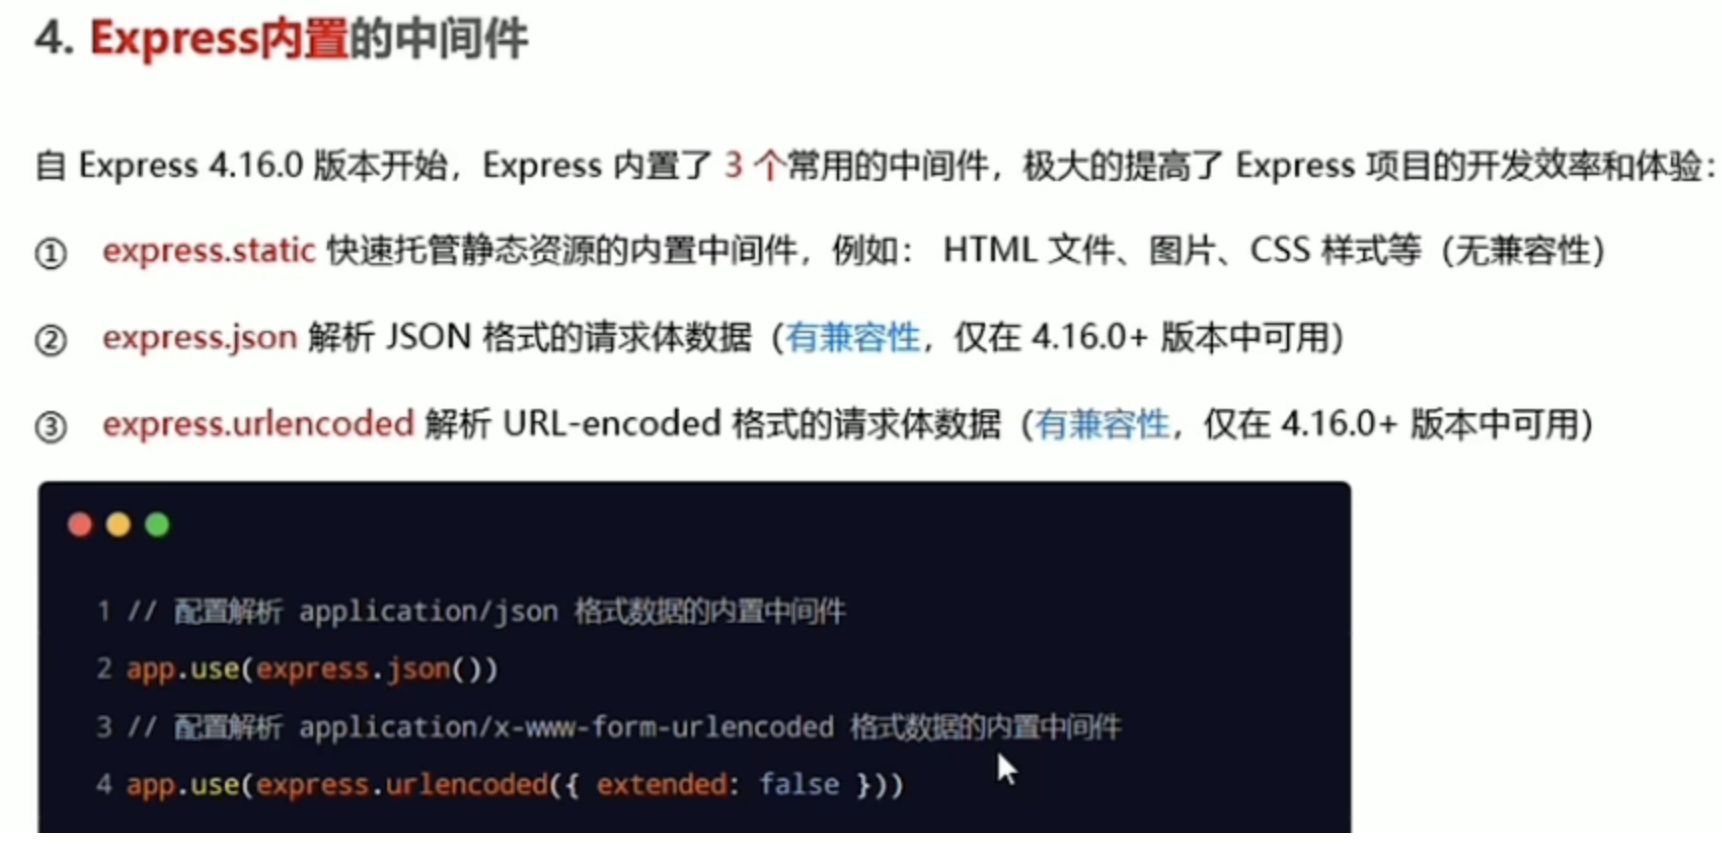 4. Express内置的中间件
自 Express 4.16.0 版本开始，Express 内置了 3 个常用的中间件，极大的提高了 Express 项目的开发效率和体验：
① express.static 快速托管静态资源的内置中间件，例如： HTML 文件、图片、CSS 样式等（无兼容性）
② express.json 解析 JSON 格式的请求体数据（有兼容性，仅在 4.16.0+ 版本中可用）
③ express.urlencoded 解析 URL-encoded 格式的请求体数据（有兼容性，仅在 4.16.0+ 版本中可用）
1 // 配置解析 application/json 格式数据的内置中间件
2 app.use(express.json())
3 // 配置解析 application/x-www-form-urlencoded 格式数据的内置中间件
4 app.use(express.urlencoded({ extended: false }))